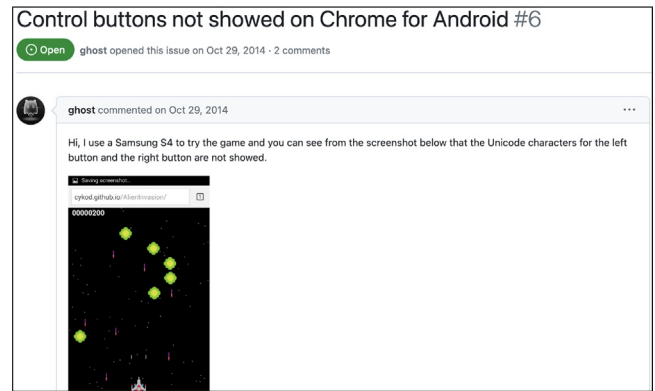 Control buttons not showed on Chrome for Android #6
Open ghost opened this issue on Oct 29, 2014 · 2 comments
ghost commented on Oct 29, 2014 ...
Hi, I use a Samsung S4 to try the game and you can see from the screenshot below that the Unicode characters for the left
button and the right button are not showed.
Saving screenshot...
cykod.github.io/AlienInvasion/ 1
00000200